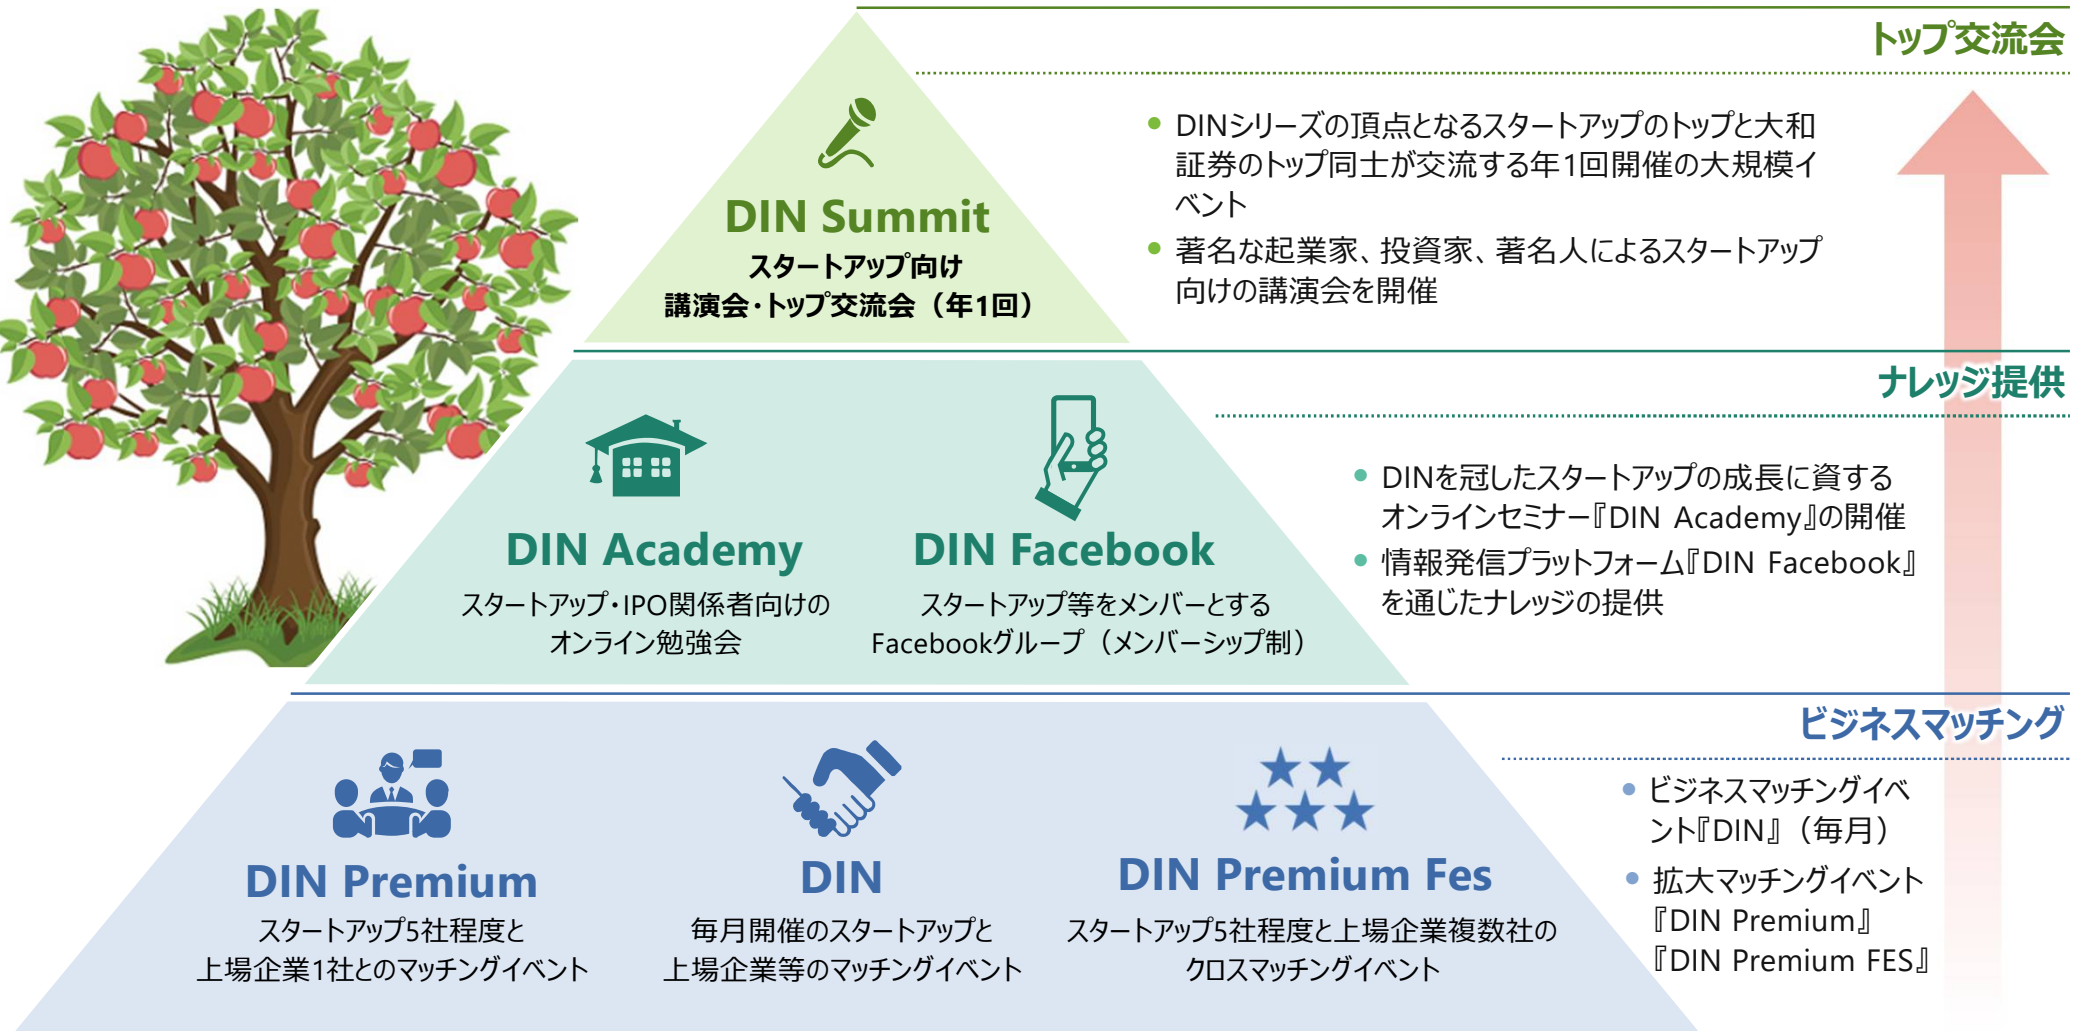 トップ交流会
DIN Summit
スタートアップ向け
講演会・トップ交流会（年1回）
• DINシリーズの頂点となるスタートアップのトップと大和
証券のトップ同士が交流する年1回開催の大規模イ
ベント
• 著名な起業家、投資家、著名人によるスタートアップ
向けの講演会を開催
ナレッジ提供
DIN Academy
スタートアップ・IPO関係者向けの
オンライン勉強会
DIN Facebook
スタートアップ等をメンバーとする
Facebookグループ（メンバーシップ制）
• DINを冠したスタートアップの成長に資する
オンラインセミナー『DIN Academy』の開催
• 情報発信プラットフォーム『DIN Facebook』
を通じたナレッジの提供
ビジネスマッチング
DIN Premium
スタートアップ5社程度と
上場企業1社とのマッチングイベント
DIN
毎月開催のスタートアップと
上場企業等のマッチングイベント
DIN Premium Fes
スタートアップ5社程度と上場企業複数社の
クロスマッチングイベント
• ビジネスマッチングイベ
ント『DIN』（毎月）
• 拡大マッチングイベント
『DIN Premium』
『DIN Premium FES』